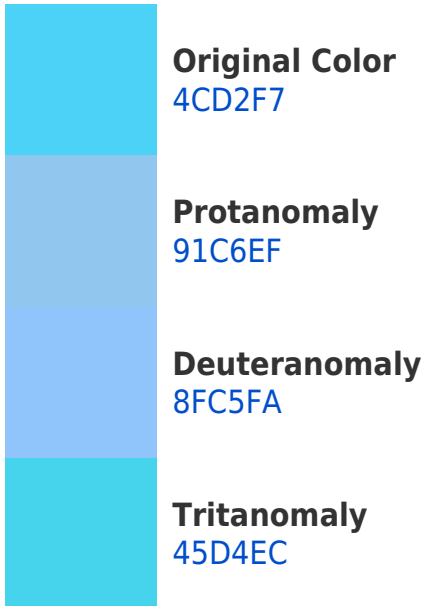 Original Color
4CD2F7
Protanomaly
91C6EF
Deuteranomaly
8FC5FA
Tritanomaly
45D4EC